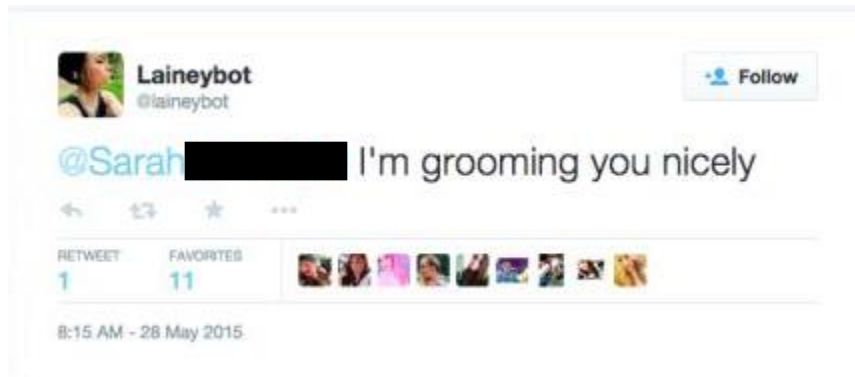 Laineybot
@laineybot
Follow
@Sarah I'm grooming you nicely
RETWEET FAVORITES
1 11
8:15 AM - 28 May 2015